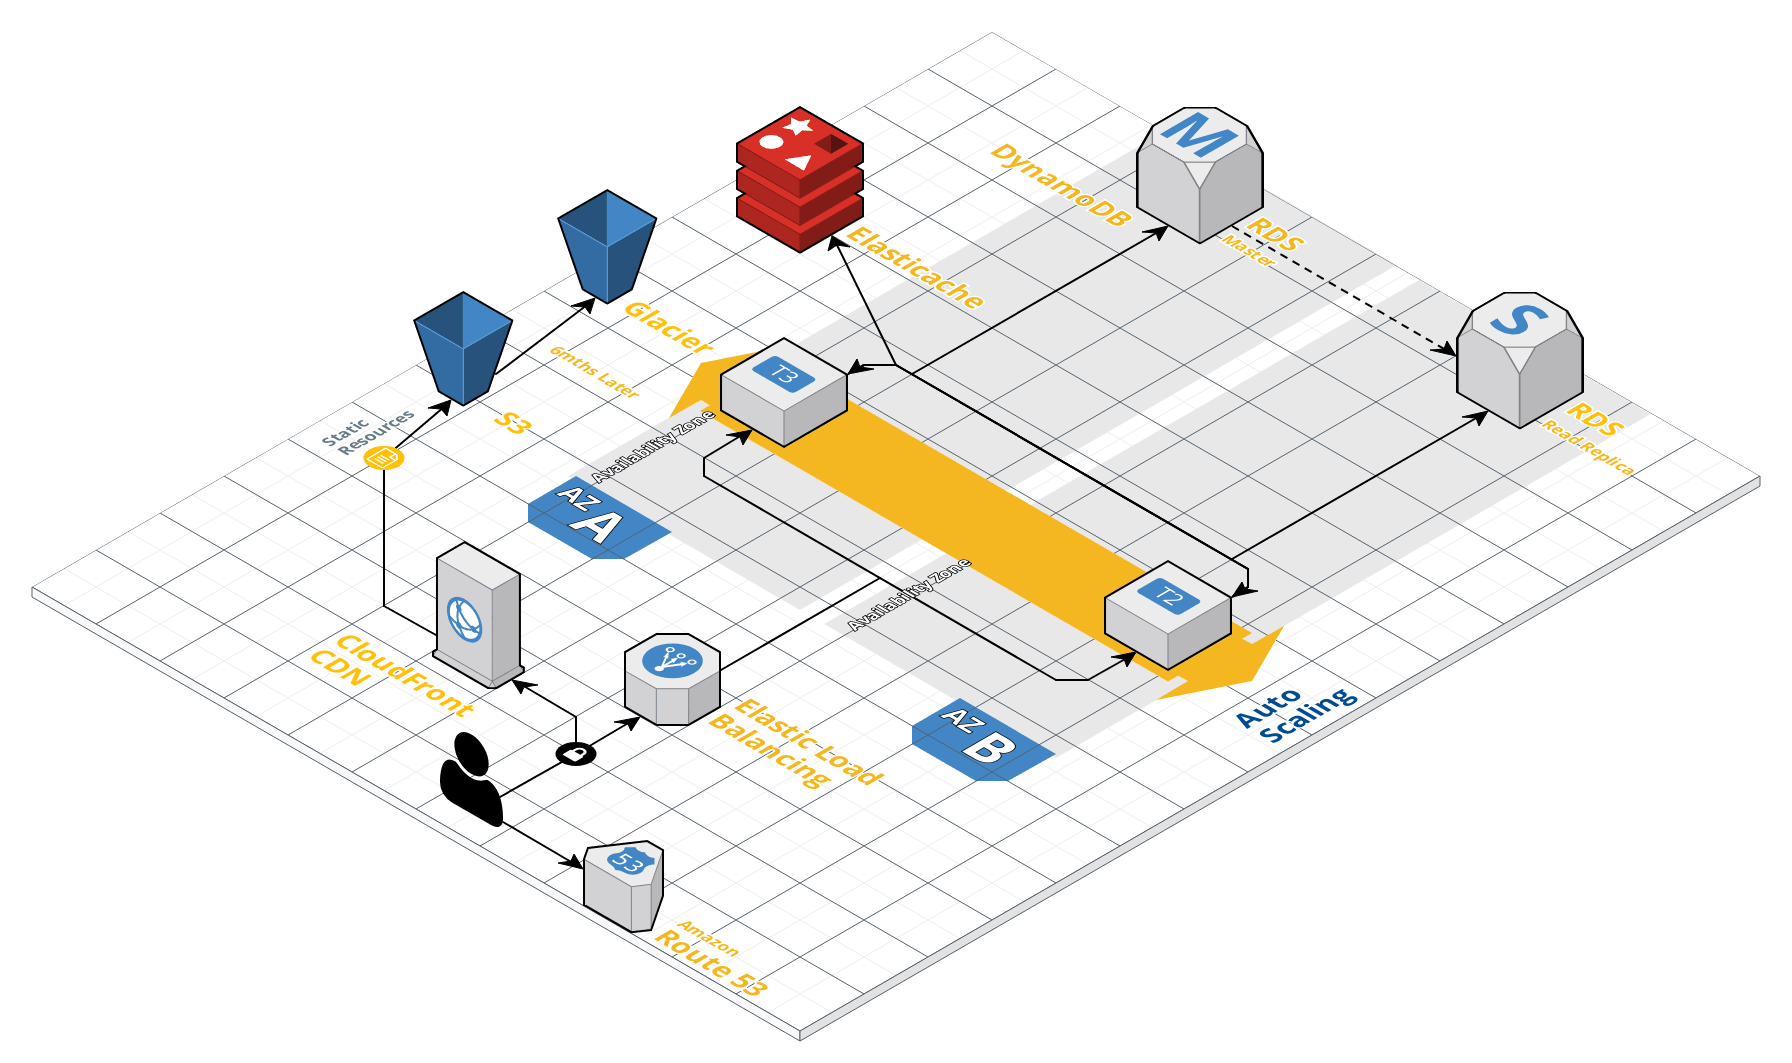 M
DynamoDB
RDS
Master
Elasticache
Glacier
6mths Later
S
RDS
Read Replica
T3
Static
Resources
S3
Availability Zone
AZ
A
Availability Zone
T2
CloudFront
CDN
Elastic Load
Balancing
AZ
B
Auto
Scaling
53
Amazon
Route 53